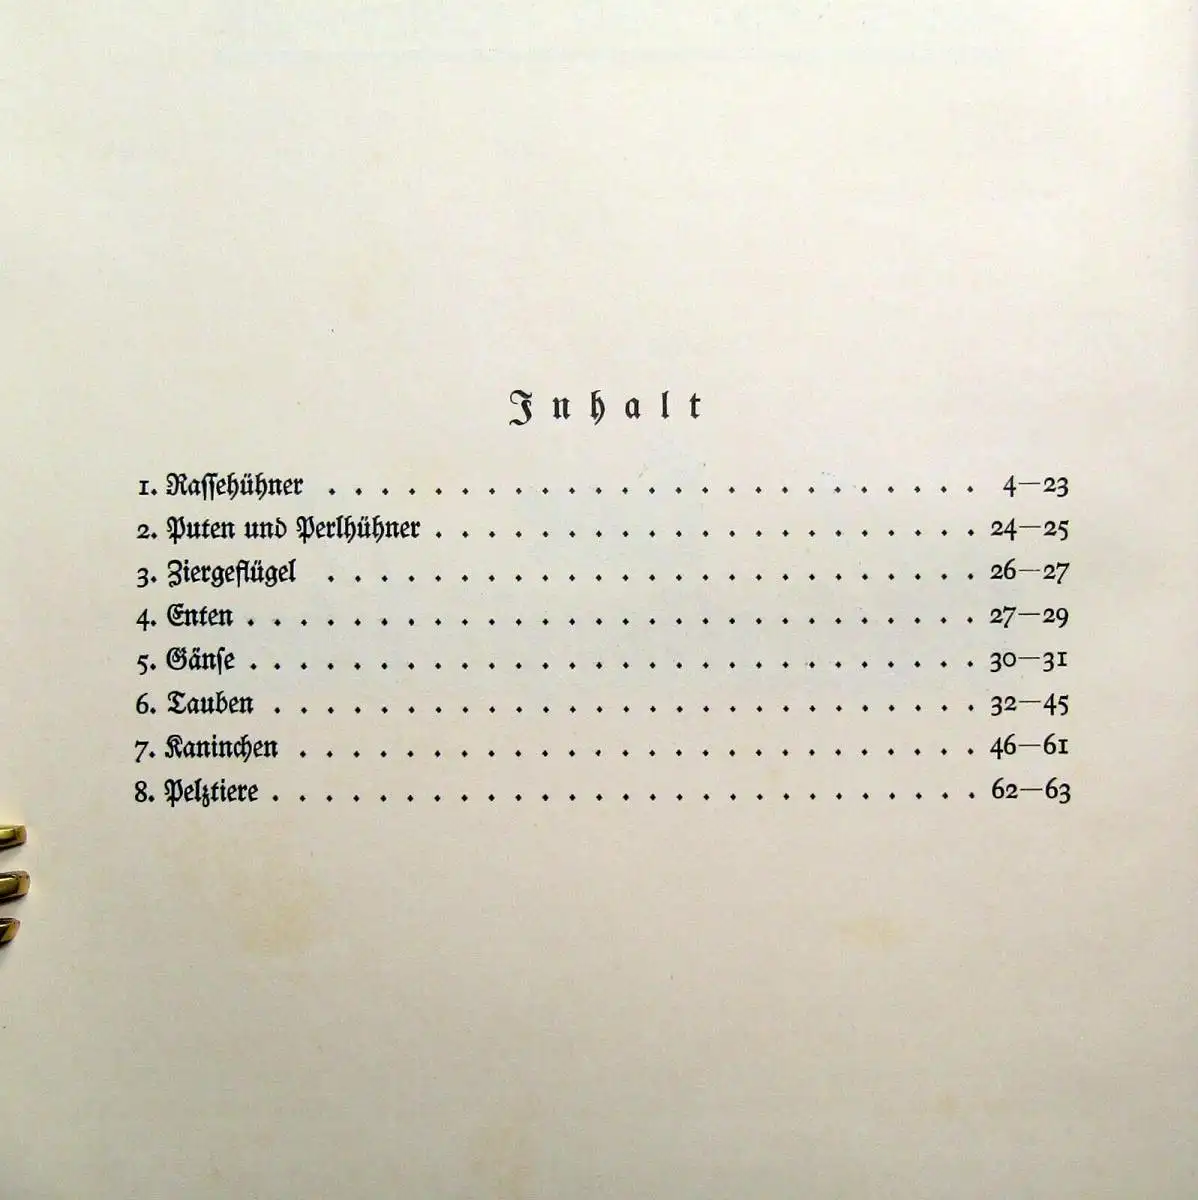 Inhalt
1. Rassehühner . . . . . . . . . . . . . . . . . . . . . . . . . 4—23
2. Puten und Perlhühner . . . . . . . . . . . . . . . . . . . . . 24—25
3. Ziergeflügel . . . . . . . . . . . . . . . . . . . . . . . . . 26—27
4. Enten . . . . . . . . . . . . . . . . . . . . . . . . . . . . 27—29
5. Gänse . . . . . . . . . . . . . . . . . . . . . . . . . . . . 30—31
6. Tauben . . . . . . . . . . . . . . . . . . . . . . . . . . . 32—45
7. Kaninchen . . . . . . . . . . . . . . . . . . . . . . . . . . 46—61
8. Pelztiere . . . . . . . . . . . . . . . . . . . . . . . . . . . 62—63